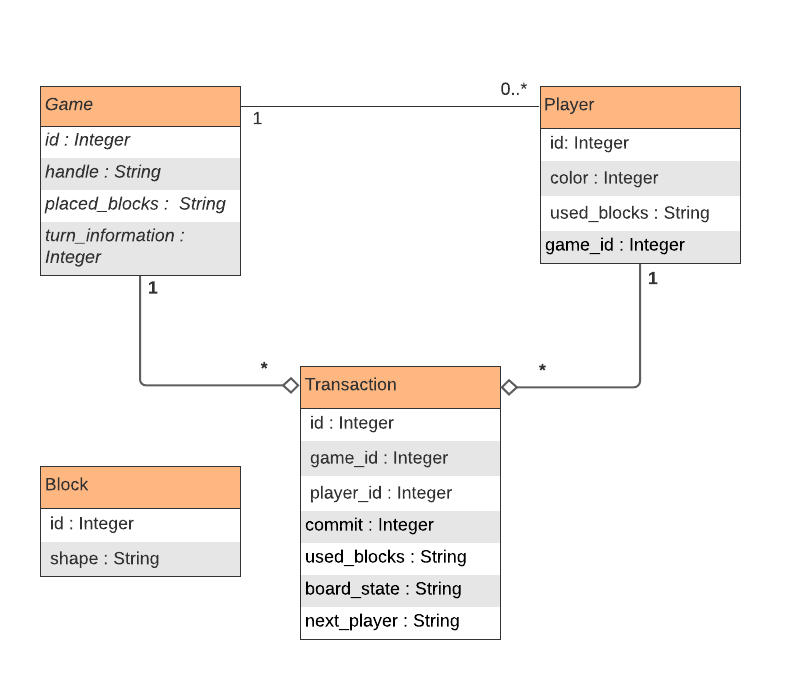 0..*
1
Game
id : Integer
handle : String
placed_blocks :  String
turn_information :
Integer
1
Player
id: Integer
color : Integer
used_blocks : String
game_id : Integer
1
*
*
Transaction
id : Integer
game_id : Integer
player_id : Integer
commit : Integer
used_blocks : String
board_state : String
next_player : String
Block
id : Integer
shape : String